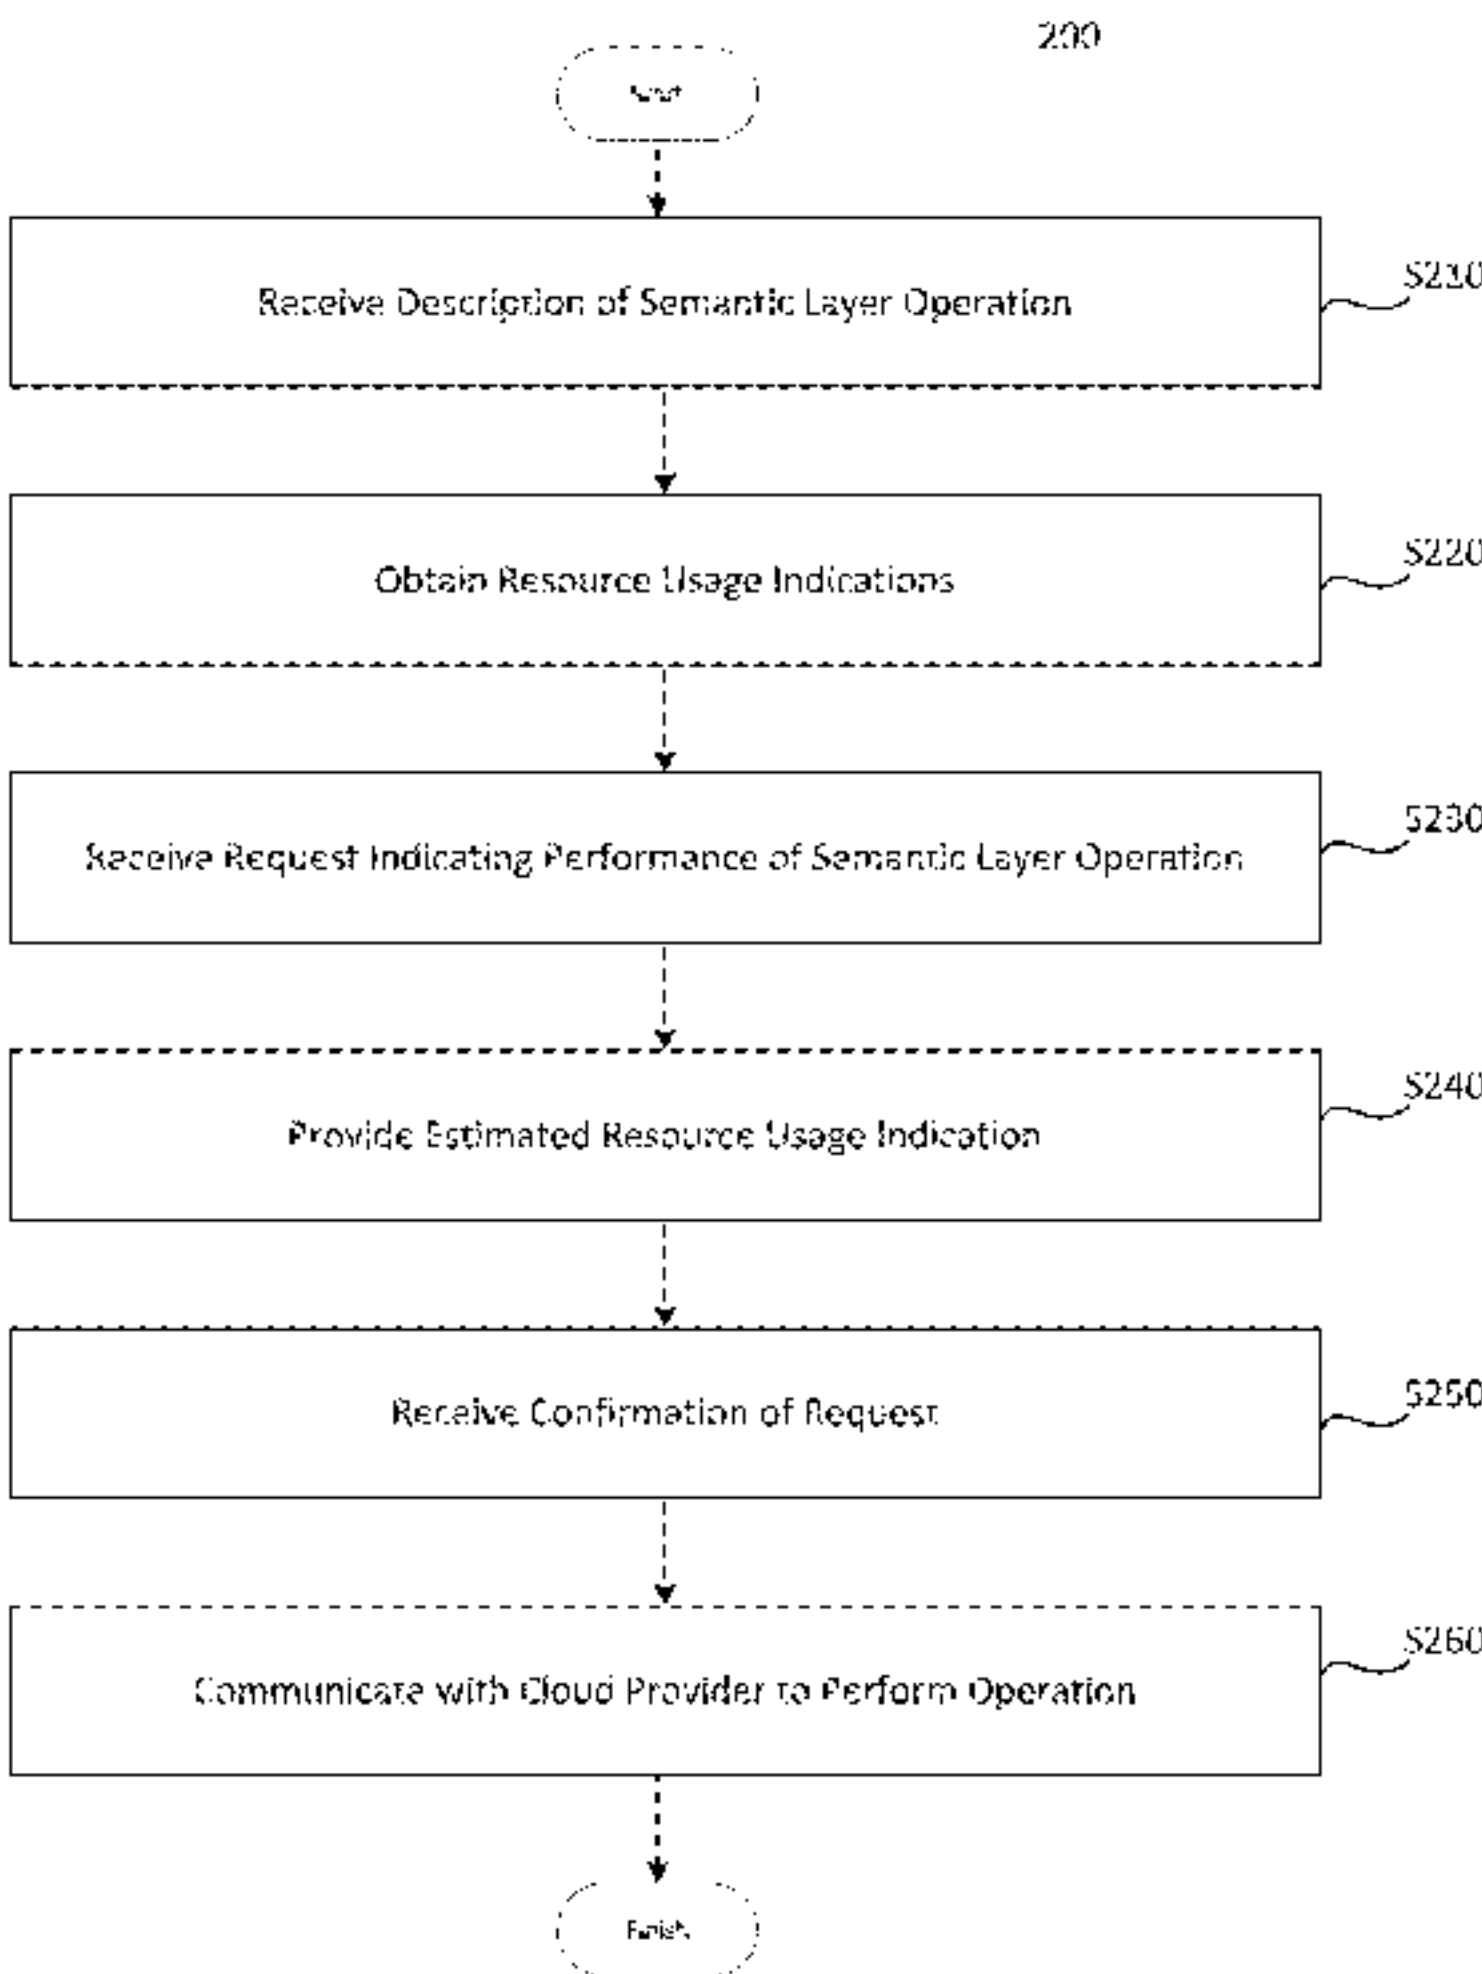 200
Start
Receive Description of Semantic Layer Operation
S210
Obtain Resource Usage Indications
S220
Receive Request Indicating Performance of Semantic Layer Operation
S230
Provide Estimated Resource Usage Indication
S240
Receive Confirmation of Request
S250
Communicate with Cloud Provider to Perform Operation
S260
Finish